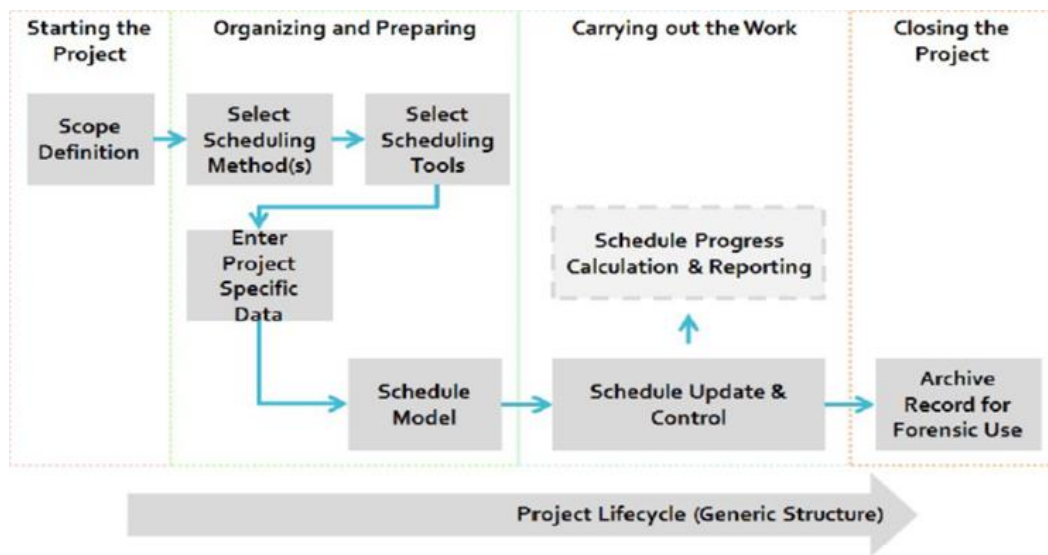 Starting the
Project
Organizing and Preparing
Carrying out the Work
Closing the
Project
Scope
Definition
Select
Scheduling
Method(s)
Select
Scheduling
Tools
Enter
Project
Specific
Data
Schedule Progress
Calculation & Reporting
Schedule
Model
Schedule Update &
Control
Archive
Record for
Forensic Use
Project Lifecycle (Generic Structure)